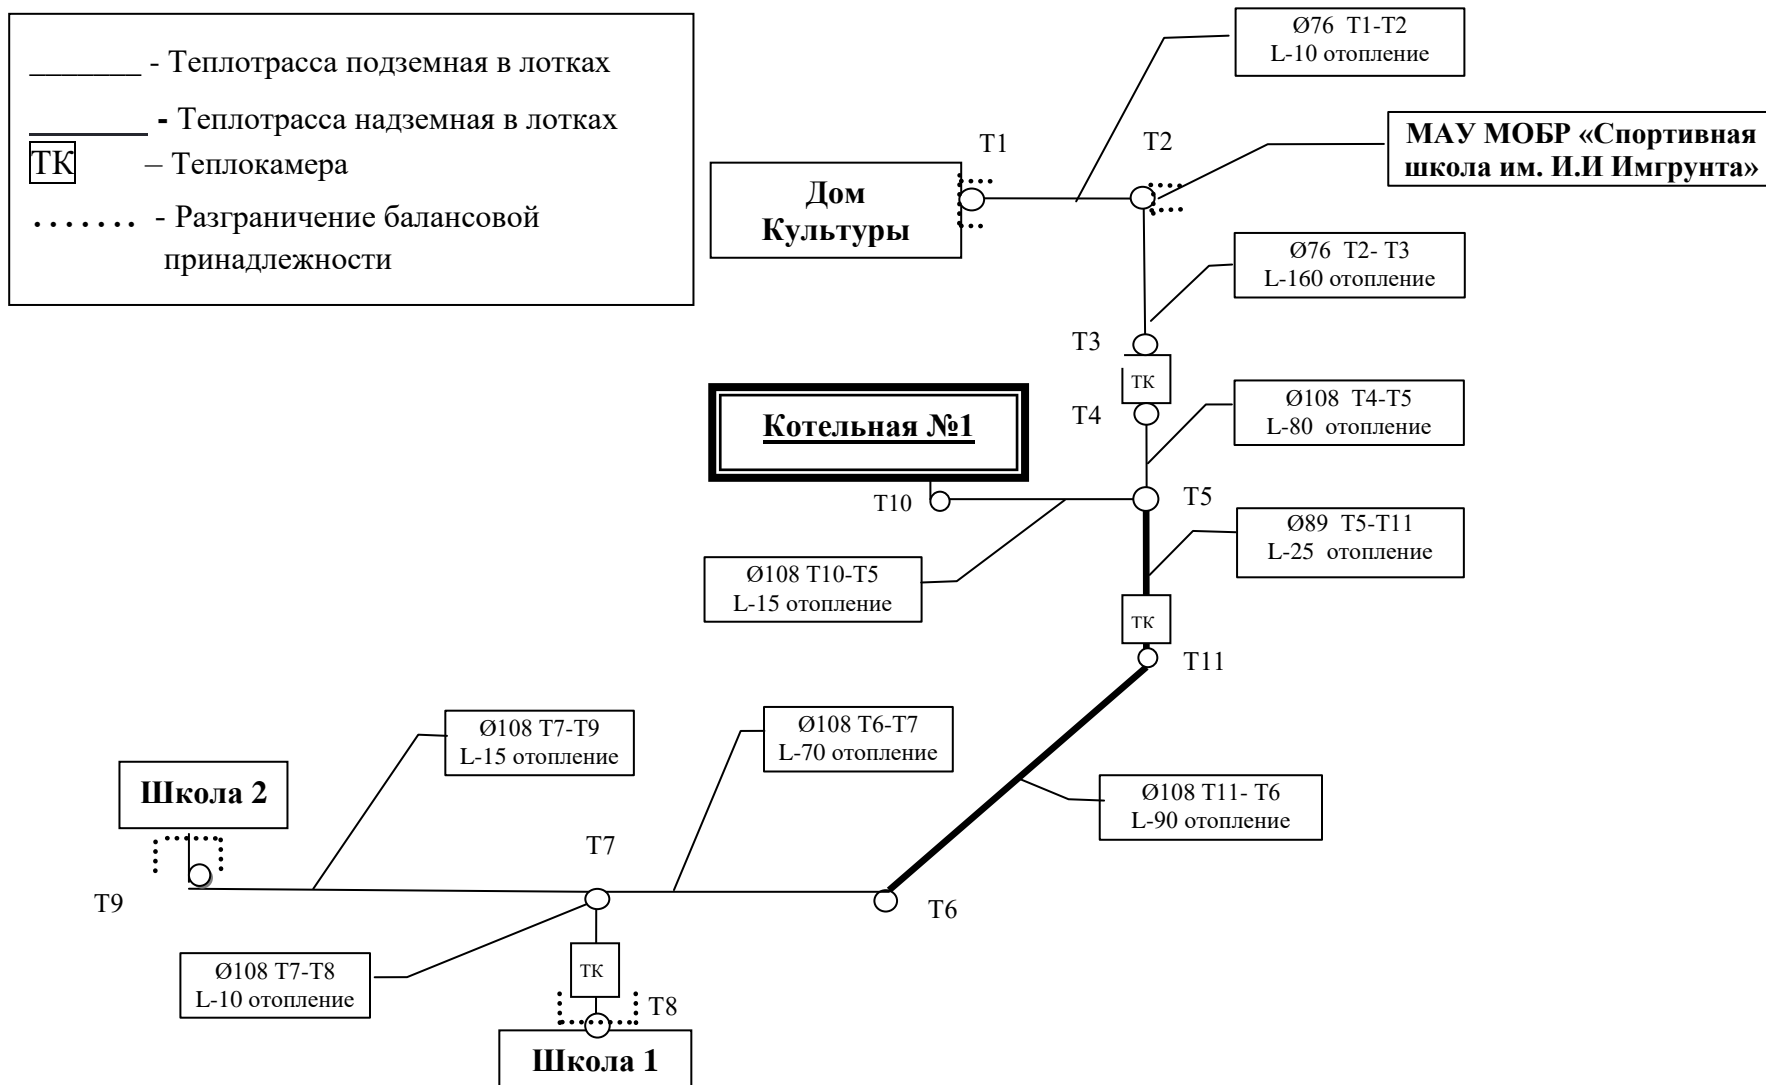 _______ - Теплотрасса подземная в лотках
_______ - Теплотрасса надземная в лотках
ТК – Теплокамера
....... - Разграничение балансовой
принадлежности
Ø76 Т1-Т2
L-10 отопление
МАУ МОБР «Спортивная
школа им. И.И Имгрунта»
Т1
Т2
Дом
Культуры
Ø76 Т2- Т3
L-160 отопление
Т3
ТК
Т4
Ø108 Т4-Т5
L-80 отопление
Котельная №1
Т10
Т5
Ø89 Т5-Т11
L-25 отопление
Ø108 Т10-Т5
L-15 отопление
ТК
Т11
Ø108 Т7-Т9
L-15 отопление
Ø108 Т6-Т7
L-70 отопление
Ø108 Т11- Т6
L-90 отопление
Школа 2
Т7
Т9
Т6
Ø108 Т7-Т8
L-10 отопление
ТК
Т8
Школа 1